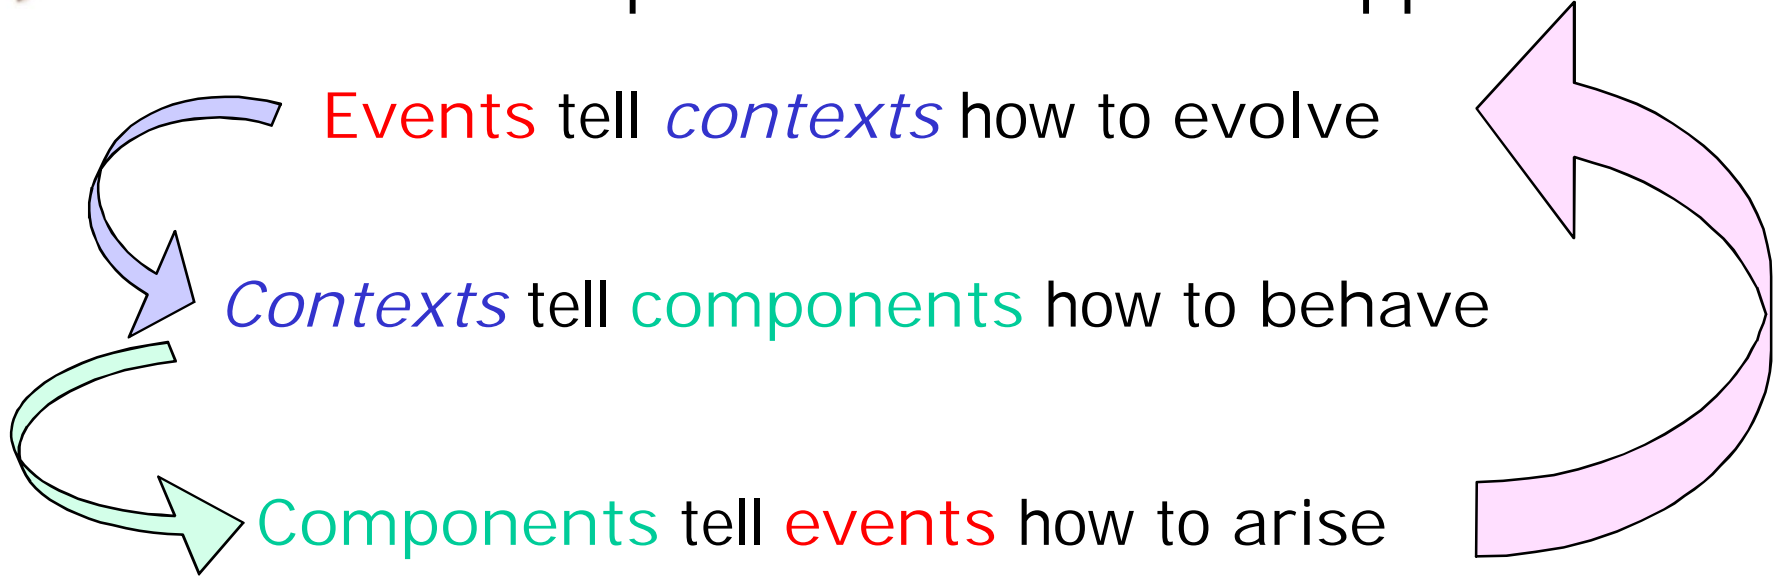 Events tell contexts how to evolve
Contexts tell components how to behave
Components tell events how to arise